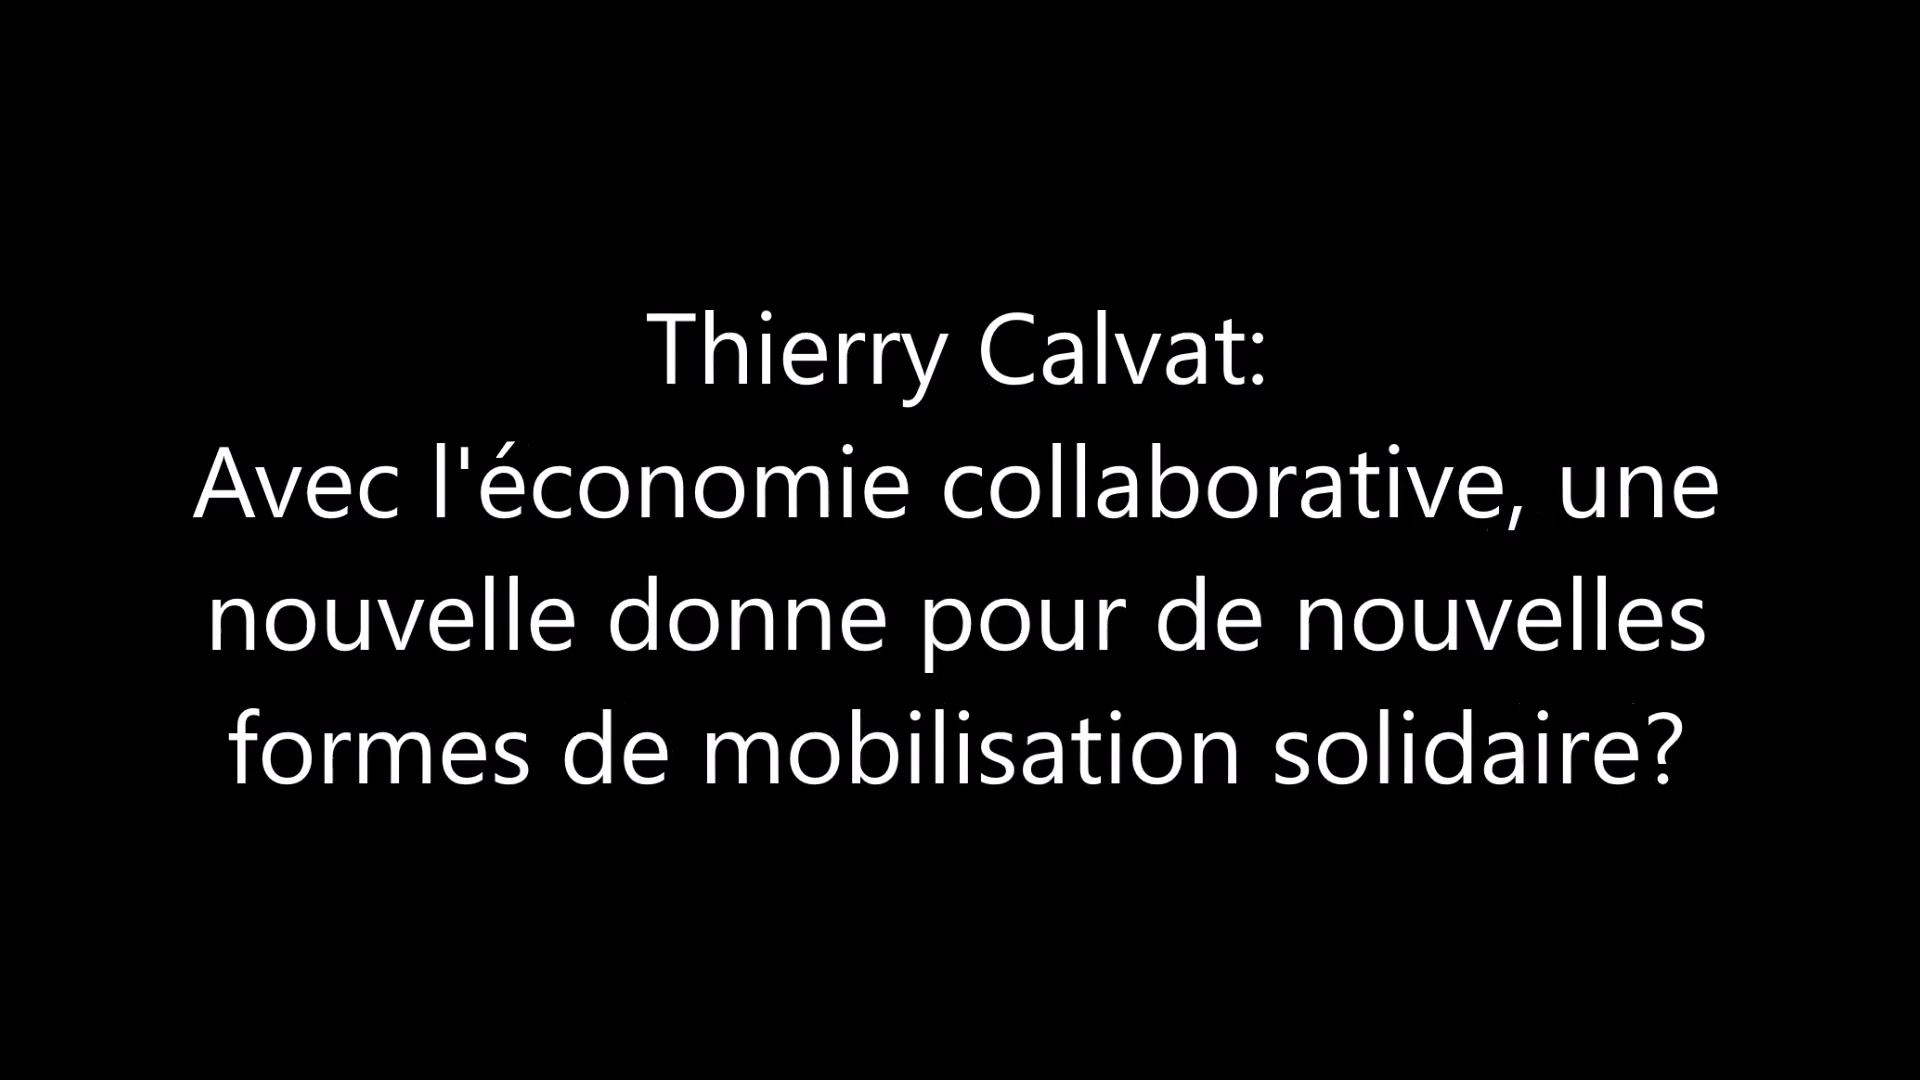 Thierry Calvat:
Avec l'économie collaborative, une
nouvelle donne pour de nouvelles
formes de mobilisation solidaire?